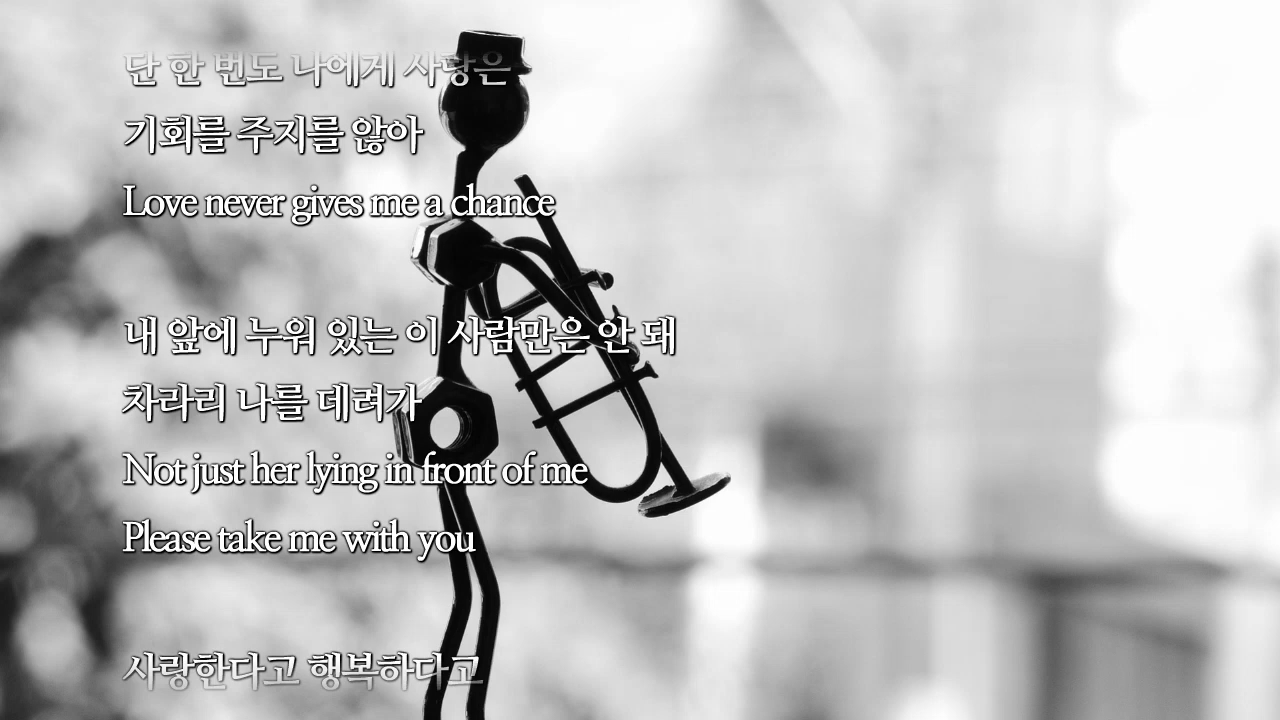 단 한 번도 나에게 사랑은
기회를 주지를 않아
Love never gives me a chance
내 앞에 누워 있는 이 사람만은 안 돼
차라리 나를 데려가
Not just her lying in front of me
Please take me with you
사랑한다고 행복하다고